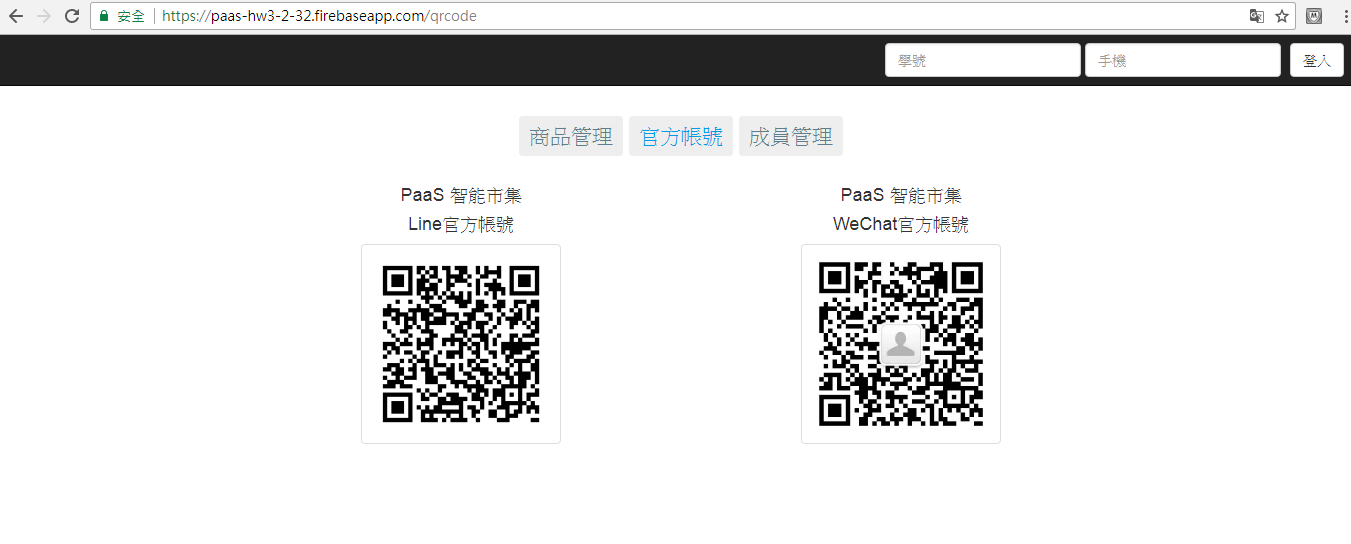 安全 https://paas-hw3-2-32.firebaseapp.com/qrcode
學號 手機 登入
商品管理 官方帳號 成員管理
PaaS 智能市集
Line官方帳號
PaaS 智能市集
WeChat官方帳號